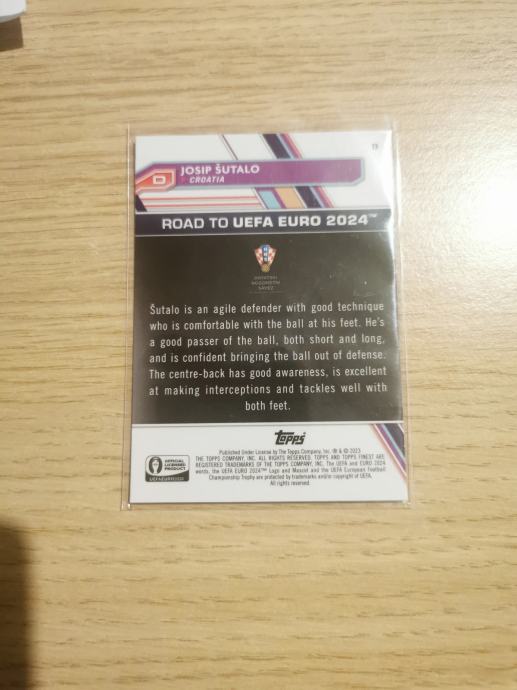 JOSIP ŠUTALO
D
CROATIA
ROAD TO UEFA EURO 2024™
HRVATSKI
NOGOMETNI
SAVEZ
Šutalo is an agile defender with good technique
who is comfortable with the ball at his feet. He's
a good passer of the ball, both short and long,
and is confident bringing the ball out of defense.
The centre-back has good awareness, is excellent
at making interceptions and tackles well with
both feet.
Topps
Published Under License by The Topps Company, Inc. ® & © 2023
THE TOPPS COMPANY, INC. ALL RIGHTS RESERVED. TOPPS AND TOPPS FINEST ARE
REGISTERED TRADEMARKS OF THE TOPPS COMPANY, INC. The UEFA and EURO 2024
words, the UEFA EURO 2024™ Logo and Mascot and the UEFA European Football
Championship Trophy are protected by trademarks and/or copyright of UEFA.
All rights reserved.
OFFICIAL
LICENSED
PRODUCT
UEFA EURO2024